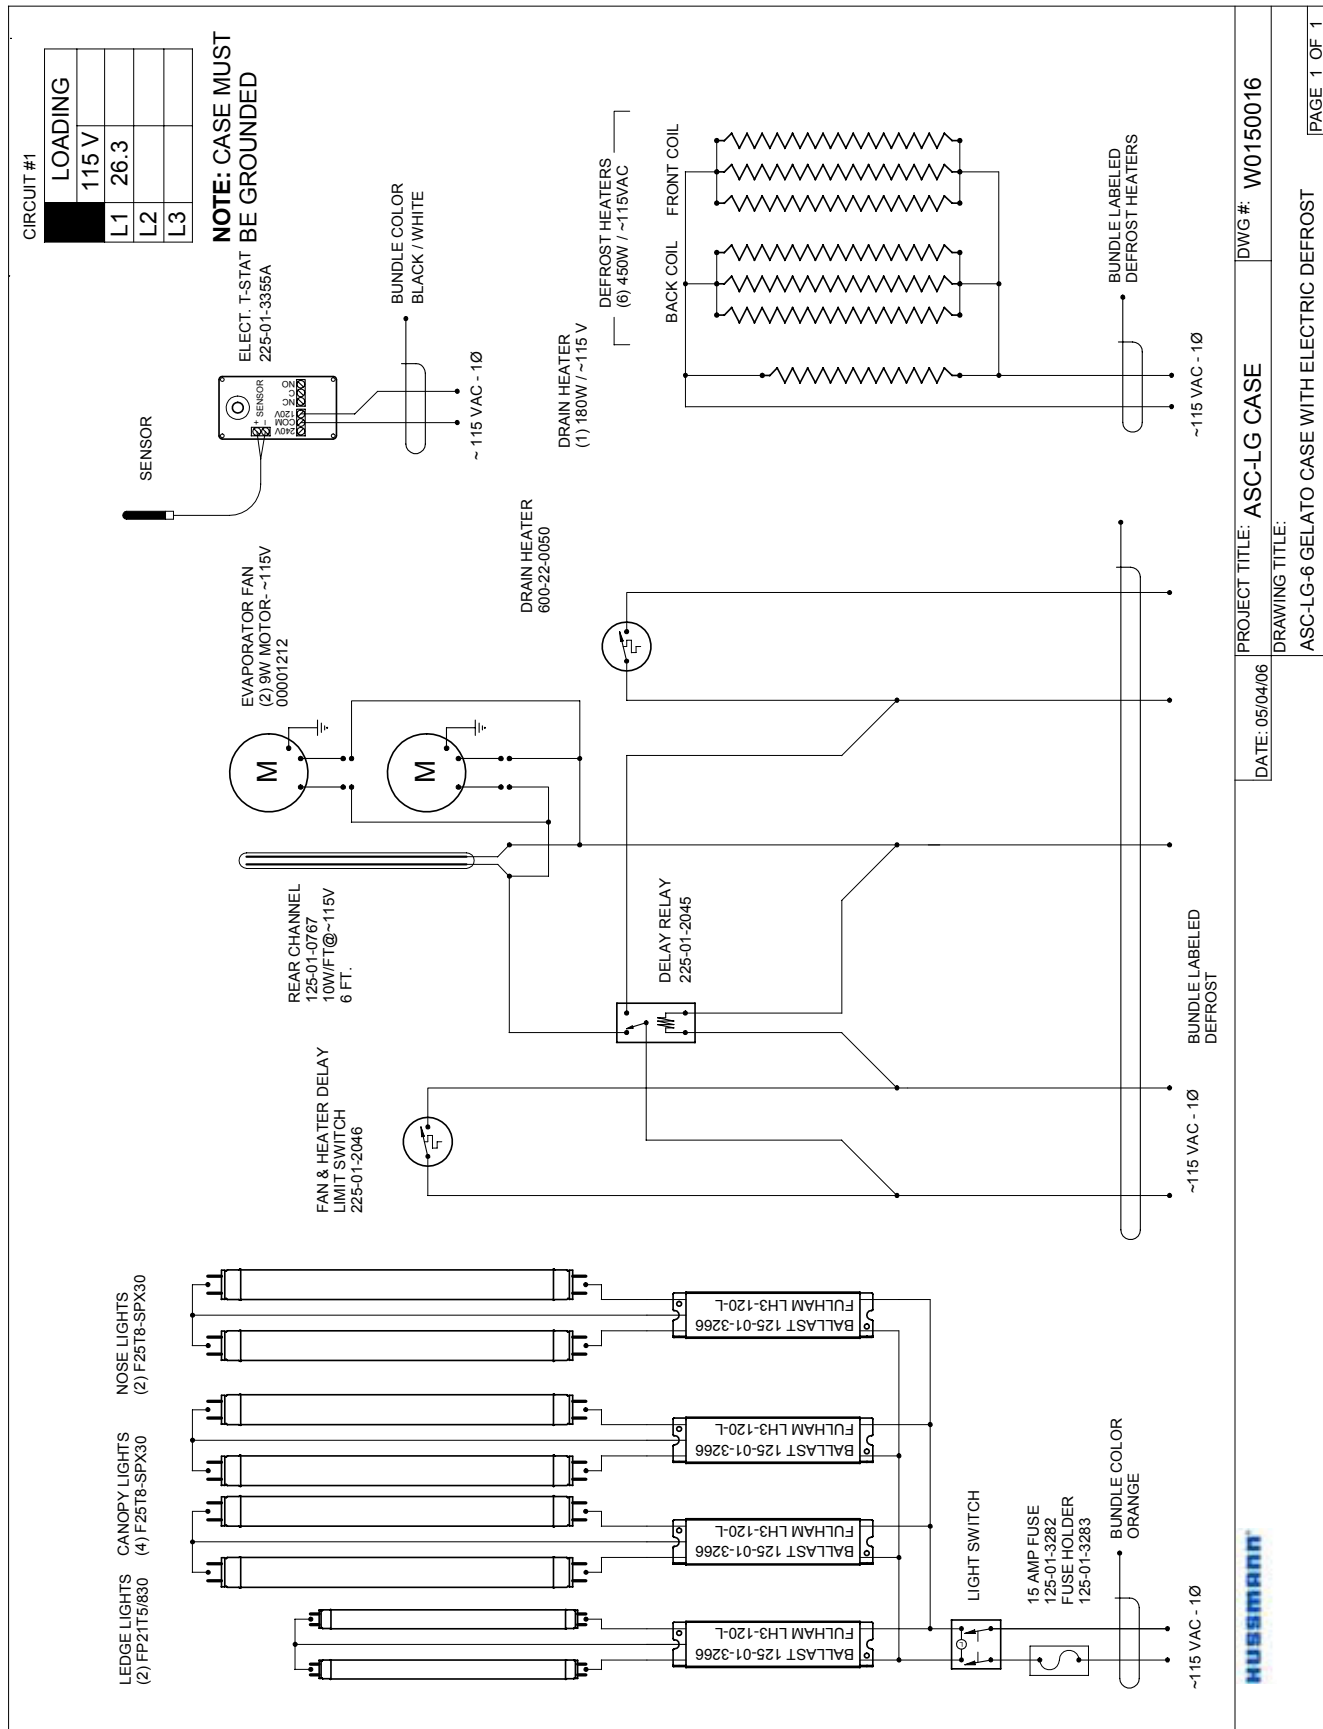 CIRCUIT #1
LOADING
115 V
L1 26.3
L2
L3
NOTE: CASE MUST
BE GROUNDED
SENSOR
ELECT. T-STAT
225-01-3355A
+ SENSOR
–
240V
COM
120V
NC
C
NO
BUNDLE COLOR
BLACK / WHITE
~ 115 VAC - 1Ø
EVAPORATOR FAN
(2) 9W MOTOR- ~115V
00001212
M
M
REAR CHANNEL
125-01-0767
10W/FT@~115V
6 FT.
FAN & HEATER DELAY
LIMIT SWITCH
225-01-2046
DELAY RELAY
225-01-2045
DRAIN HEATER
600-22-0050
DRAIN HEATER
(1) 180W / ~115 V
DEFROST HEATERS
(6) 450W / ~115VAC
BACK COIL FRONT COIL
BUNDLE LABELED
DEFROST HEATERS
~115 VAC - 1Ø
BUNDLE LABELED
DEFROST
~115 VAC - 1Ø
LEDGE LIGHTS
(2) FP21T5/830
CANOPY LIGHTS
(4) F25T8-SPX30
NOSE LIGHTS
(2) F25T8-SPX30
BALLAST 125-01-3266
FULHAM LH3-120-L
BALLAST 125-01-3266
FULHAM LH3-120-L
BALLAST 125-01-3266
FULHAM LH3-120-L
BALLAST 125-01-3266
FULHAM LH3-120-L
LIGHT SWITCH
15 AMP FUSE
125-01-3282
FUSE HOLDER
125-01-3283
BUNDLE COLOR
ORANGE
~115 VAC - 1Ø
HUSSMANN
DATE: 05/04/06
PROJECT TITLE: ASC-LG CASE
DWG #: W0150016
DRAWING TITLE:
ASC-LG-6 GELATO CASE WITH ELECTRIC DEFROST
PAGE 1 OF 1